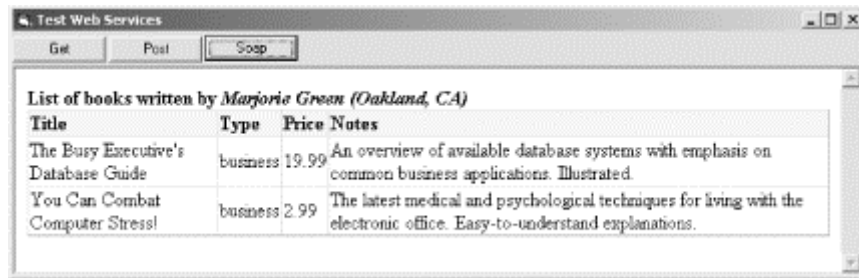 Test Web Services
Get Post Soap
List of books written by Marjorie Green (Oakland, CA)
Title Type Price Notes
The Busy Executive's Database Guide business 19.99 An overview of available database systems with emphasis on
common business applications. Illustrated.
You Can Combat Computer Stress! business 2.99 The latest medical and psychological techniques for living with the
electronic office. Easy-to-understand explanations.